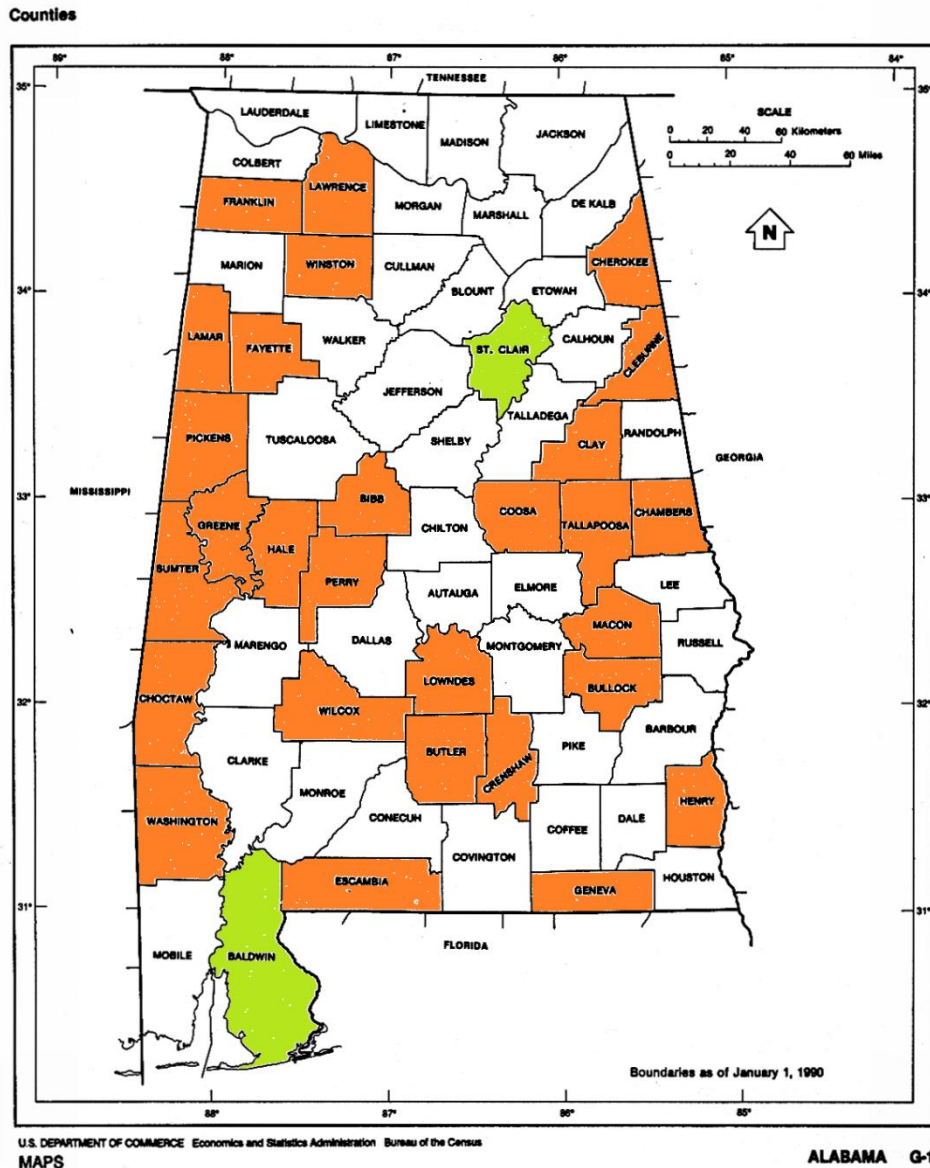 Counties
89° 88° 87° 86° 85° 84°
TENNESSEE
35° 35°
SCALE
0 20 40 60 Kilometers
0 20 40 60 Miles
LAUDERDALE
LIMESTONE
MADISON
JACKSON
COLBERT
LAWRENCE
FRANKLIN
MORGAN
MARSHALL
DE KALB
N
MARION
WINSTON
CULLMAN
CHEROKEE
BLOUNT
ETOWAH
34° 34°
LAMAR
FAYETTE
WALKER
ST. CLAIR
CALHOUN
CLEBURNE
JEFFERSON
TALLADEGA
PICKENS
TUSCALOOSA
SHELBY
CLAY
RANDOLPH
GEORGIA
MISSISSIPPI
33° 33°
BIBB
COOSA
CHAMBERS
GREENE
CHILTON
TALLAPOOSA
HALE
SUMTER
PERRY
AUTAUGA
ELMORE
LEE
MACON
MARENGO
DALLAS
MONTGOMERY
RUSSELL
LOWNDES
BULLOCK
CHOCTAW
WILCOX
32° 32°
BARBOUR
CLARKE
BUTLER
CRENSHAW
PIKE
MONROE
HENRY
WASHINGTON
CONECUH
COFFEE
DALE
COVINGTON
ESCAMBIA
GENEVA
HOUSTON
31° 31°
FLORIDA
MOBILE
BALDWIN
Boundaries as of January 1, 1990
88° 87° 86° 85°
U.S. DEPARTMENT OF COMMERCE Economics and Statistics Administration Bureau of the Census
MAPS
ALABAMA G-1